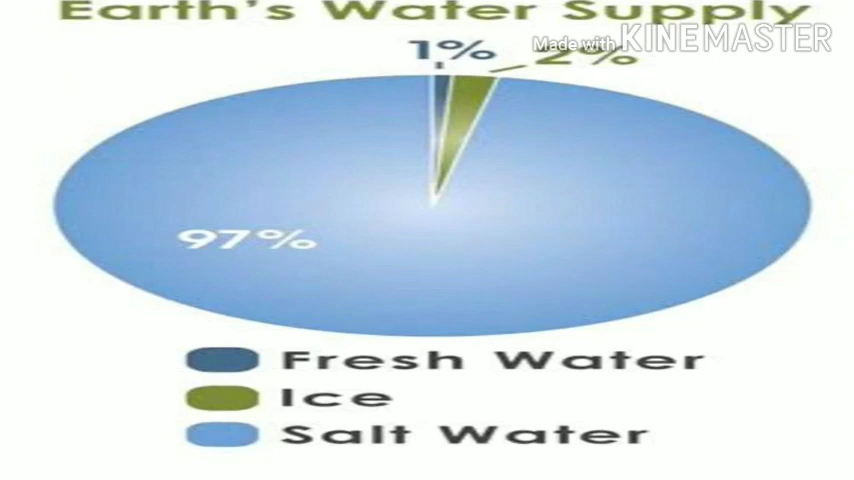 Earth's Water Supply
Made with KINEMASTER
1% 2%
97%
Fresh Water
Ice
Salt Water